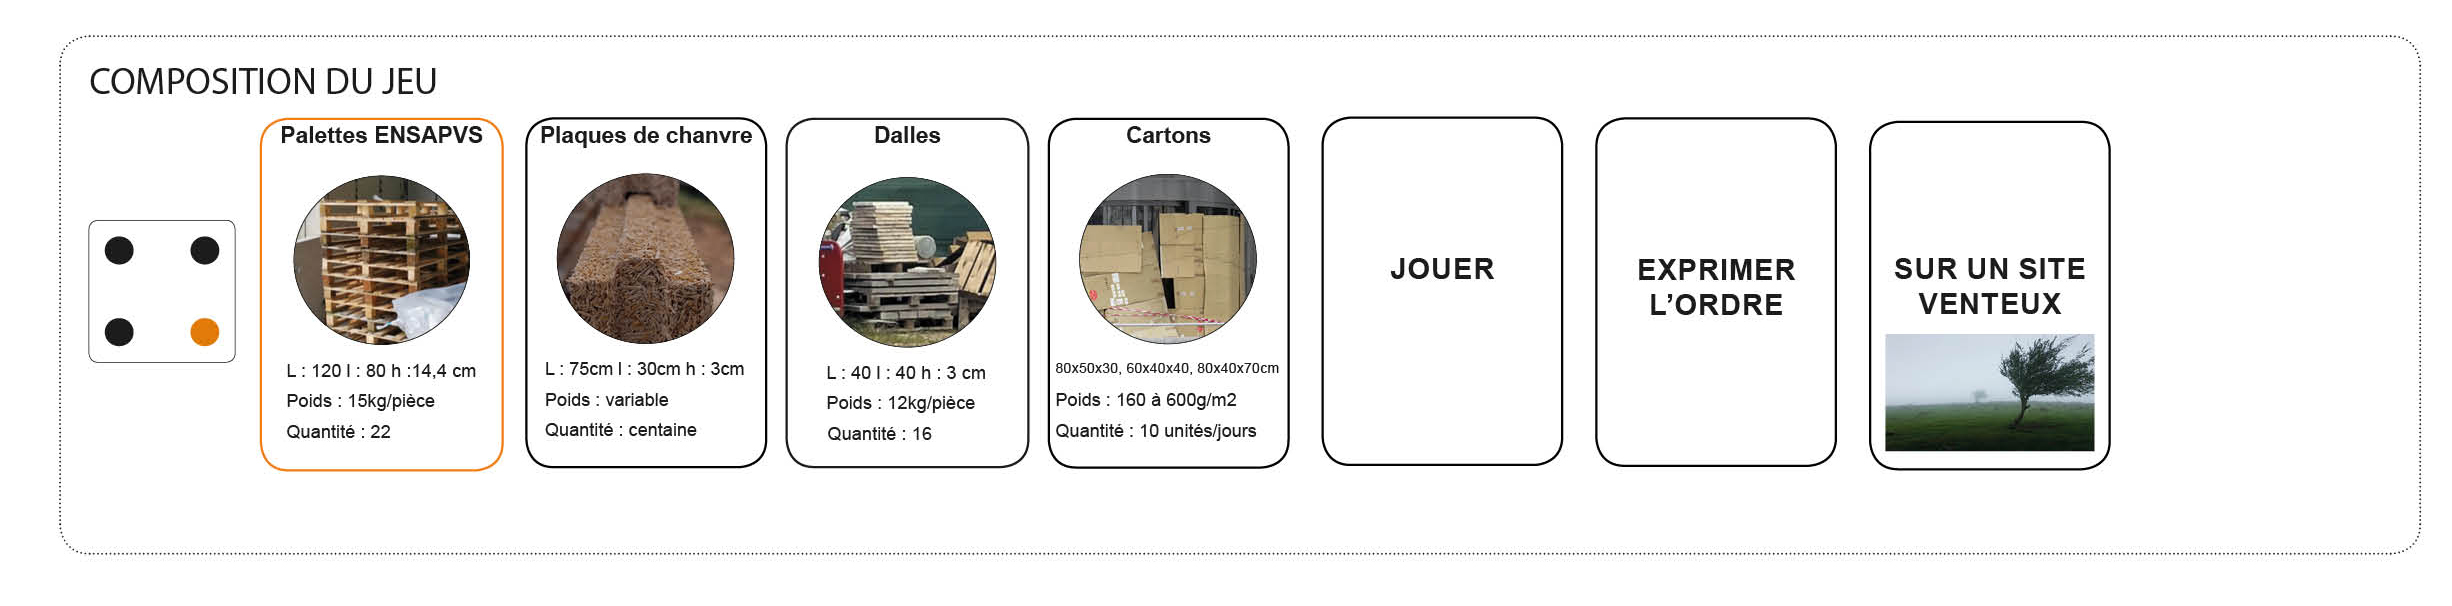 COMPOSITION DU JEU
Palettes ENSAPVS
L : 120 l : 80 h :14,4 cm
Poids : 15kg/pièce
Quantité : 22
Plaques de chanvre
L : 75cm l : 30cm h : 3cm
Poids : variable
Quantité : centaine
Dalles
L : 40 l : 40 h : 3 cm
Poids : 12kg/pièce
Quantité : 16
Cartons
80x50x30, 60x40x40, 80x40x70cm
Poids : 160 à 600g/m2
Quantité : 10 unités/jours
JOUER
EXPRIMER
L’ORDRE
SUR UN SITE
VENTEUX